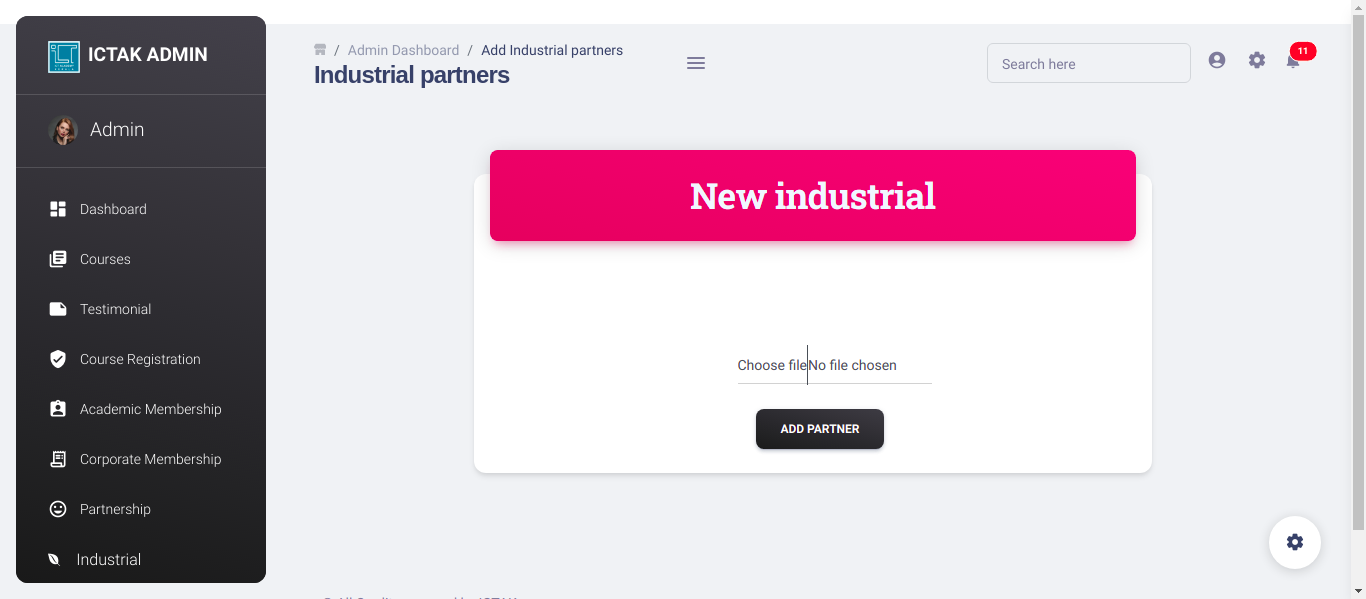 ICTAK ADMIN
Admin
Dashboard
Courses
Testimonial
Course Registration
Academic Membership
Corporate Membership
Partnership
Industrial
/ Admin Dashboard / Add Industrial partners
Industrial partners
Search here
11
New industrial
Choose file No file chosen
ADD PARTNER